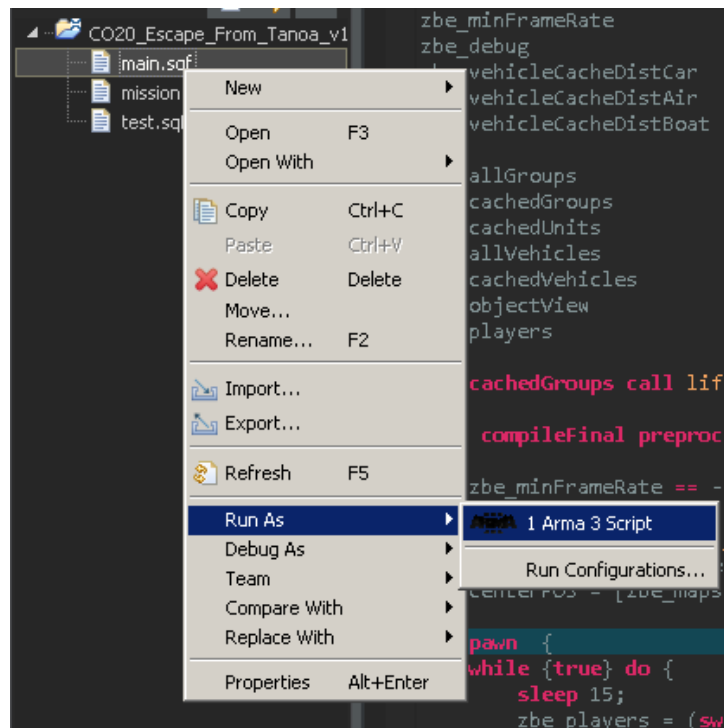 CO20_Escape_From_Tanoa_v1
main.sqf
mission
test.sq
New
Open F3
Open With
Copy Ctrl+C
Paste Ctrl+V
Delete Delete
Move...
Rename... F2
Import...
Export...
Refresh F5
Run As
Debug As
Team
Compare With
Replace With
Properties Alt+Enter
1 Arma 3 Script
Run Configurations...
zbe_minFrameRate
zbe_debug
vehicleCacheDistCar
vehicleCacheDistAir
vehicleCacheDistBoat
allGroups
cachedGroups
cachedUnits
allVehicles
cachedVehicles
objectView
players
cachedGroups call lif
compileFinal preproc
zbe_minFrameRate == -
centerPOS = [zbe_maps
pawn {
while {true} do {
sleep 15;
zbe_players = (sw